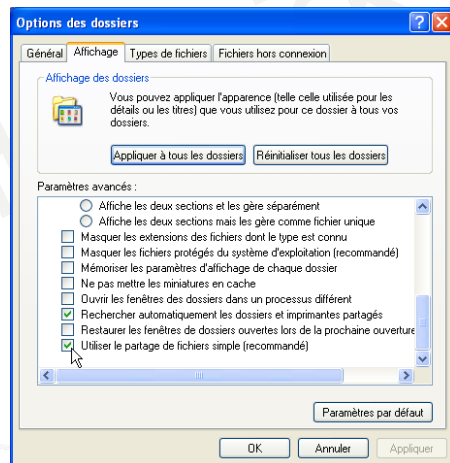 Options des dossiers
Général Affichage Types de fichiers Fichiers hors connexion
Affichage des dossiers
Vous pouvez appliquer l'apparence (telle celle utilisée pour les
détails ou les titres) que vous utilisez pour ce dossier à tous vos
dossiers.
Appliquer à tous les dossiers Réinitialiser tous les dossiers
Paramètres avancés :
Affiche les deux sections et les gère séparément
Affiche les deux sections mais les gère comme fichier unique
Masquer les extensions des fichiers dont le type est connu
Masquer les fichiers protégés du système d'exploitation (recommandé)
Mémoriser les paramètres d'affichage de chaque dossier
Ne pas mettre les miniatures en cache
Ouvrir les fenêtres des dossiers dans un processus différent
Rechercher automatiquement les dossiers et imprimantes partagés
Restaurer les fenêtres de dossiers ouvertes lors de la prochaine ouverture
Utiliser le partage de fichiers simple (recommandé)
Paramètres par défaut
OK Annuler Appliquer